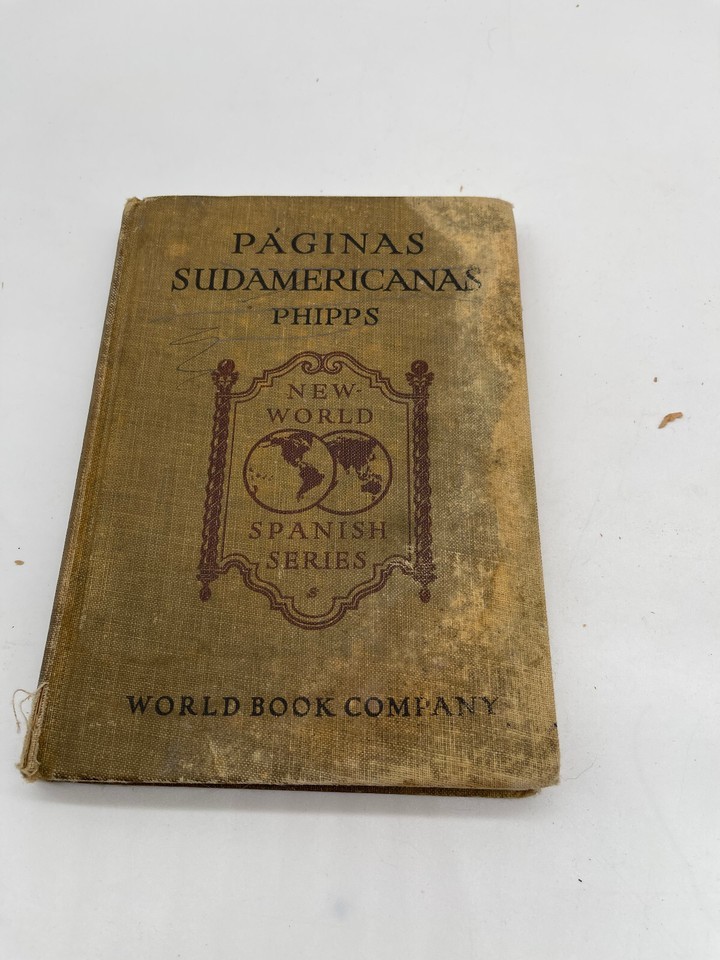 PÁGINAS
SUDAMERICANAS
PHIPPS
NEW-
WORLD
SPANISH
SERIES
S
WORLD BOOK COMPANY